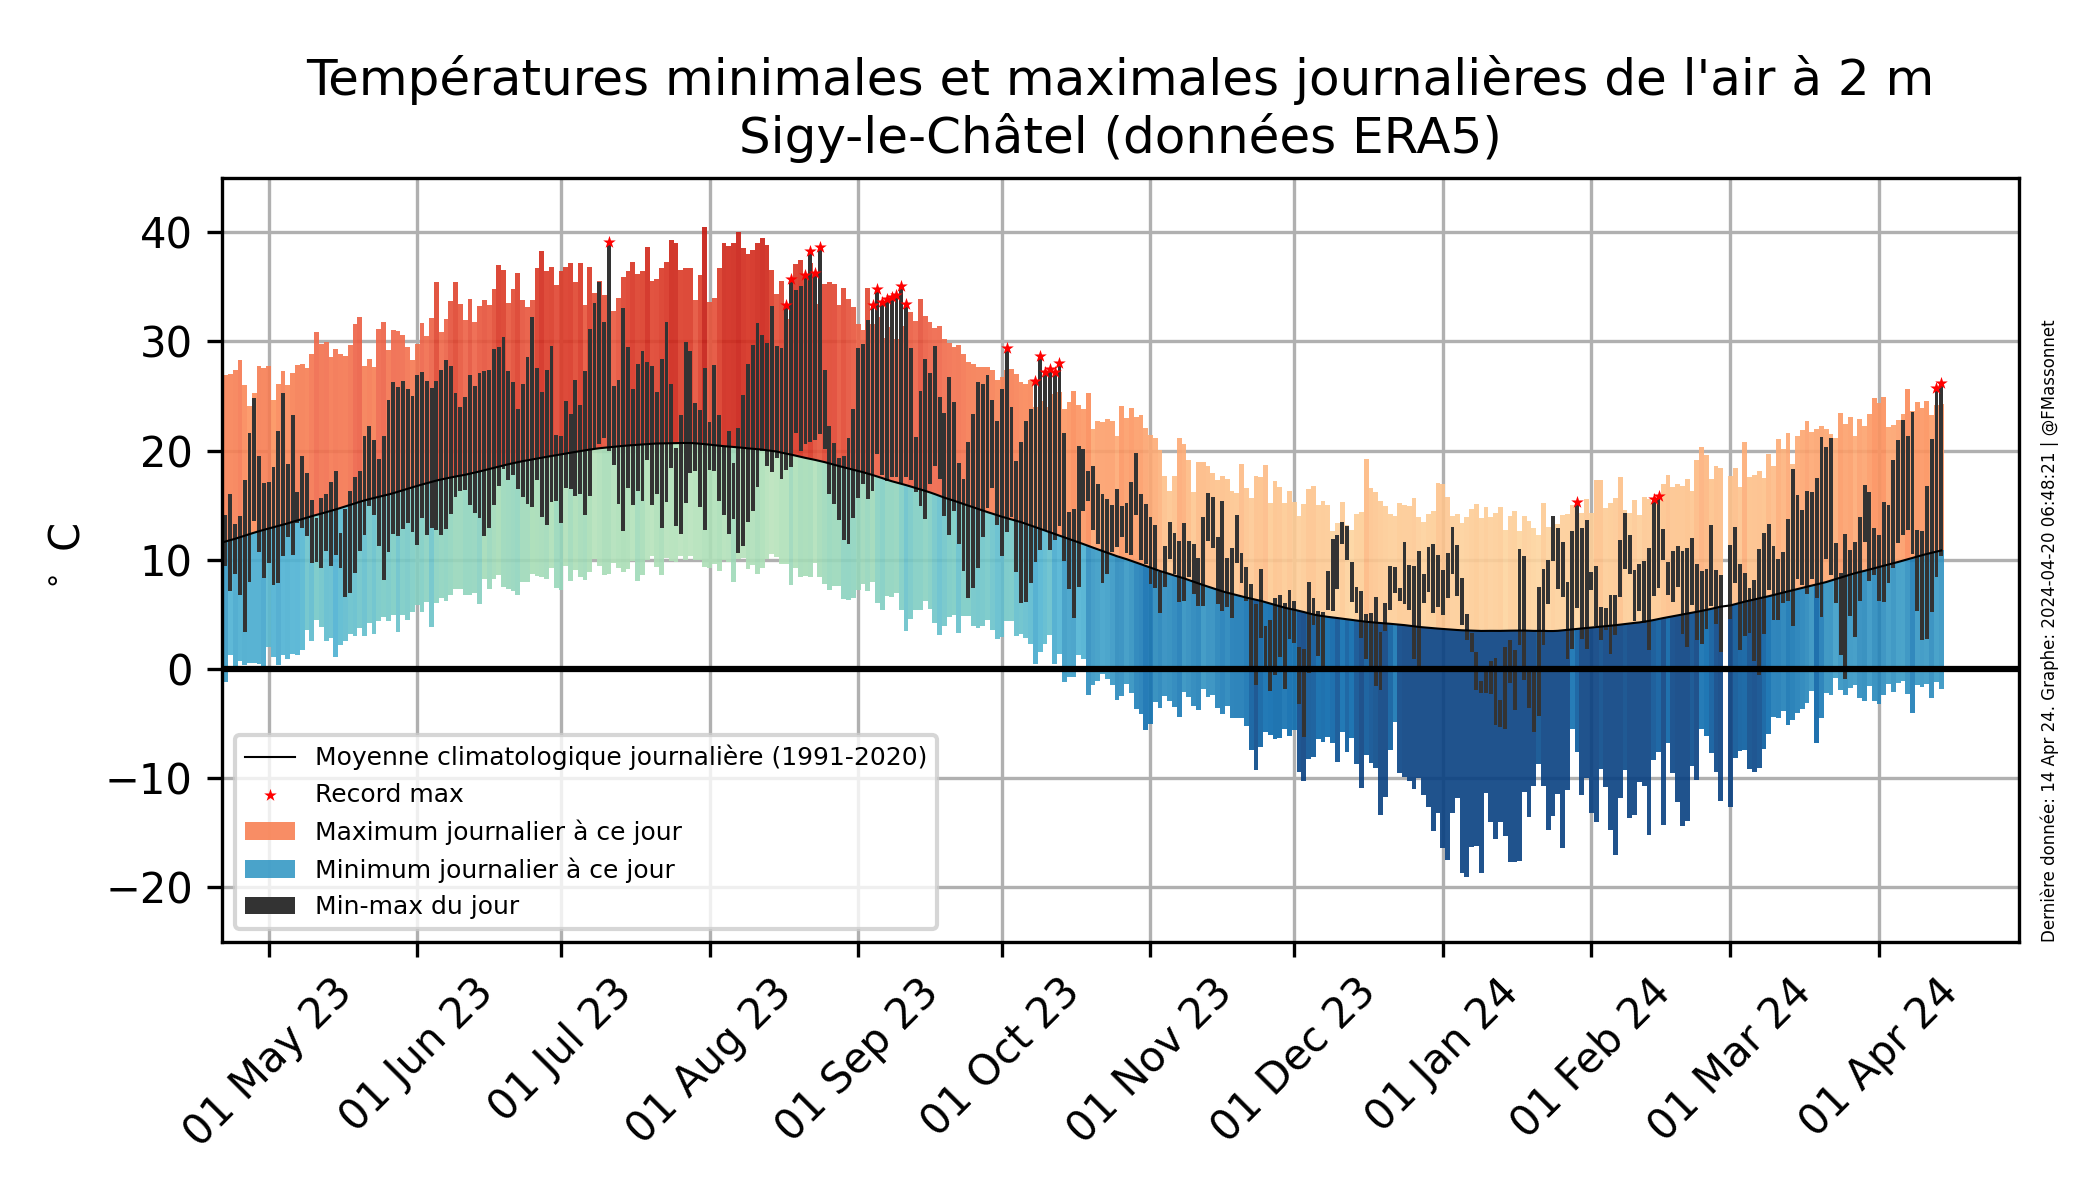 Températures minimales et maximales journalières de l'air à 2 m
Sigy-le-Châtel (données ERA5)
° C
40
30
20
10
0
−10
−20
Moyenne climatologique journalière (1991-2020)
Record max
Maximum journalier à ce jour
Minimum journalier à ce jour
Min-max du jour
01 May 23
01 Jun 23
01 Jul 23
01 Aug 23
01 Sep 23
01 Oct 23
01 Nov 23
01 Dec 23
01 Jan 24
01 Feb 24
01 Mar 24
01 Apr 24
Dernière donnée: 14 Apr 24. Graphe: 2024-04-20 06:48:21 | @FMassonnet